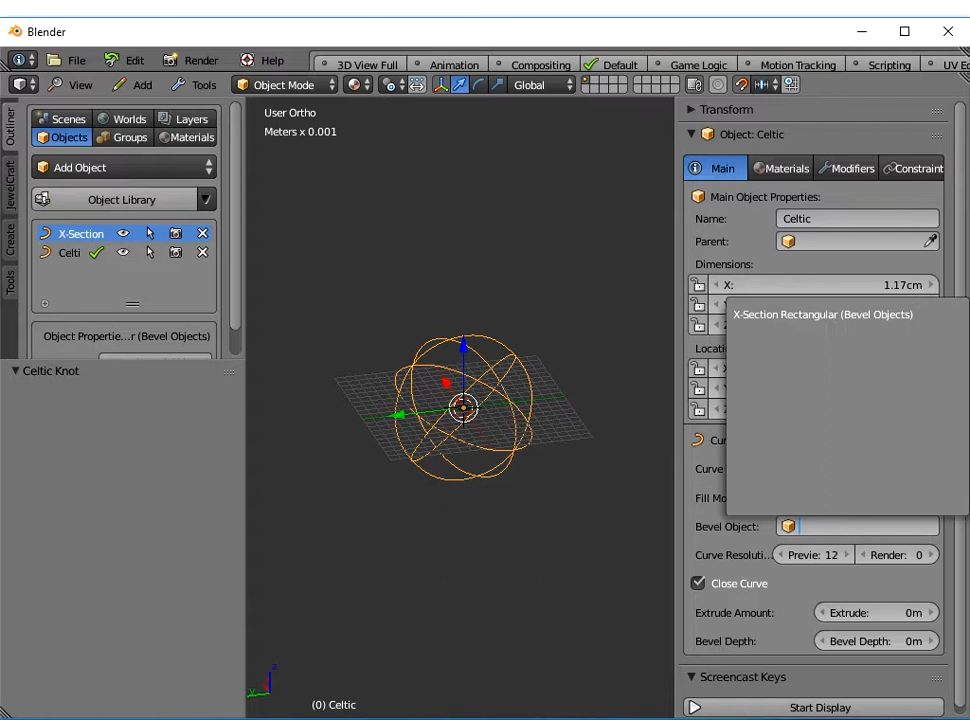 Blender
File Edit Render Help 3D View Full Animation Compositing Default Game Logic Motion Tracking Scripting UV Ed
View Add Tools Object Mode Global
Outliner
JewelCraft
Create
Tools
Scenes Worlds Layers
Objects Groups Materials
Add Object
Object Library
X-Section
Celti
Object Propertie...r (Bevel Objects)
Celtic Knot
User Ortho
Meters x 0.001
(0) Celtic
Transform
Object: Celtic
Main Materials Modifiers Constraint
Main Object Properties:
Name: Celtic
Parent:
Dimensions:
X: 1.17cm
X-Section Rectangular (Bevel Objects)
Locati
Cur
Curve
Fill Mo
Bevel Object:
Curve Resoluti... Previe: 12 Render: 0
Close Curve
Extrude Amount: Extrude: 0m
Bevel Depth: Bevel Depth: 0m
Screencast Keys
Start Display